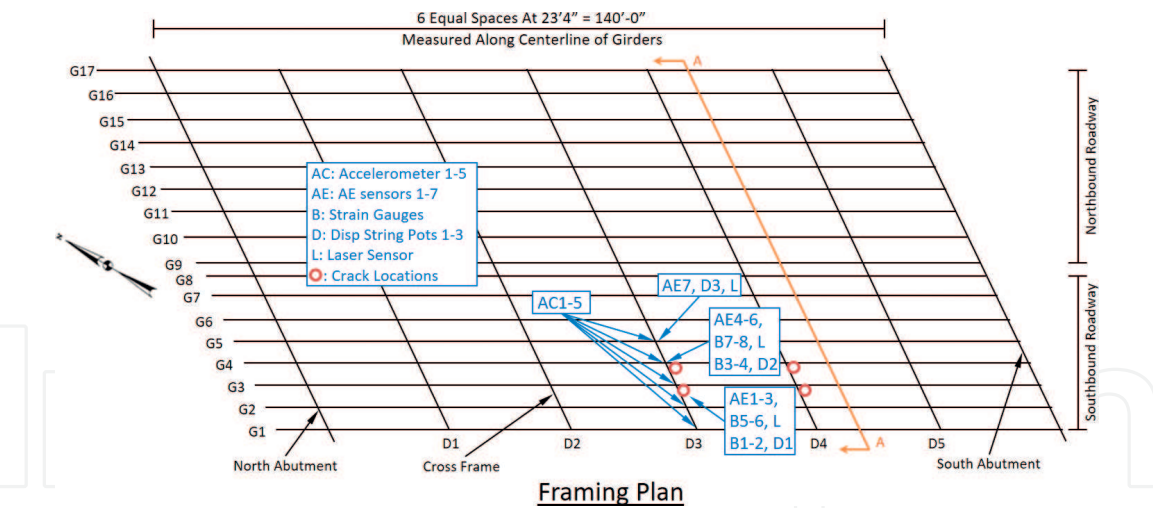 6 Equal Spaces At 23'4” = 140'-0”
Measured Along Centerline of Girders
A
G17
G16
G15
G14
G13
G12
G11
G10
G9
G8
G7
G6
G5
G4
G3
G2
G1
AC: Accelerometer 1-5
AE: AE sensors 1-7
B: Strain Gauges
D: Disp String Pots 1-3
L: Laser Sensor
: Crack Locations
Northbound Roadway
Southbound Roadway
AC1-5
AE7, D3, L
AE4-6,
B7-8, L
B3-4, D2
AE1-3,
B5-6, L
B1-2, D1
D1
D2
D3
D4
A
D5
North Abutment
Cross Frame
South Abutment
Framing Plan